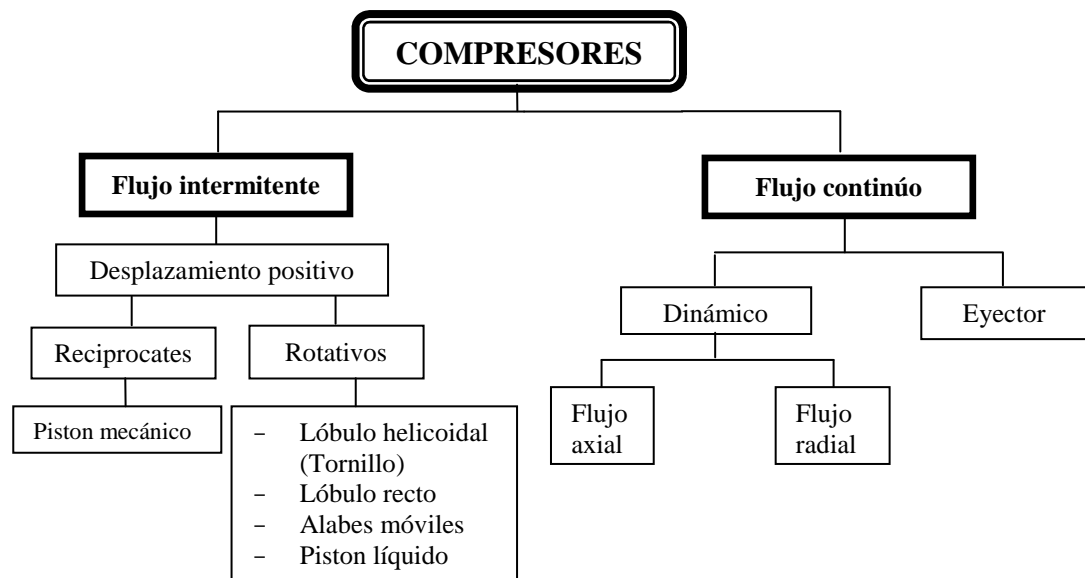 COMPRESORES
Flujo intermitente
Flujo continúo
Desplazamiento positivo
Dinámico
Eyector
Reciprocates
Rotativos
Flujo
axial
Flujo
radial
Piston mecánico
- Lóbulo helicoidal
(Tornillo)
- Lóbulo recto
- Alabes móviles
- Piston líquido